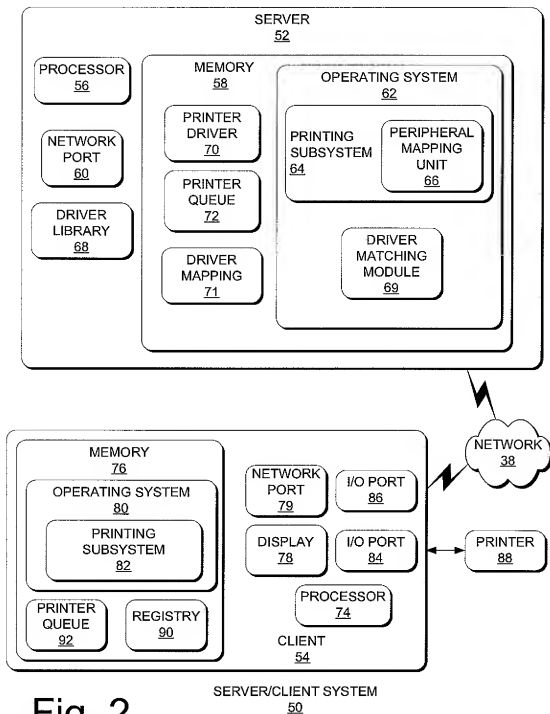 SERVER
52
PROCESSOR
56
NETWORK
PORT
60
DRIVER
LIBRARY
68
MEMORY
58
PRINTER
DRIVER
70
PRINTER
QUEUE
72
DRIVER
MAPPING
71
OPERATING SYSTEM
62
PRINTING
SUBSYSTEM
64
PERIPHERAL
MAPPING
UNIT
66
DRIVER
MATCHING
MODULE
69
NETWORK
38
MEMORY
76
OPERATING SYSTEM
80
PRINTING
SUBSYSTEM
82
PRINTER
QUEUE
92
REGISTRY
90
NETWORK
PORT
79
I/O PORT
86
DISPLAY
78
I/O PORT
84
PROCESSOR
74
CLIENT
54
PRINTER
88
SERVER/CLIENT SYSTEM
50
Fig. 2